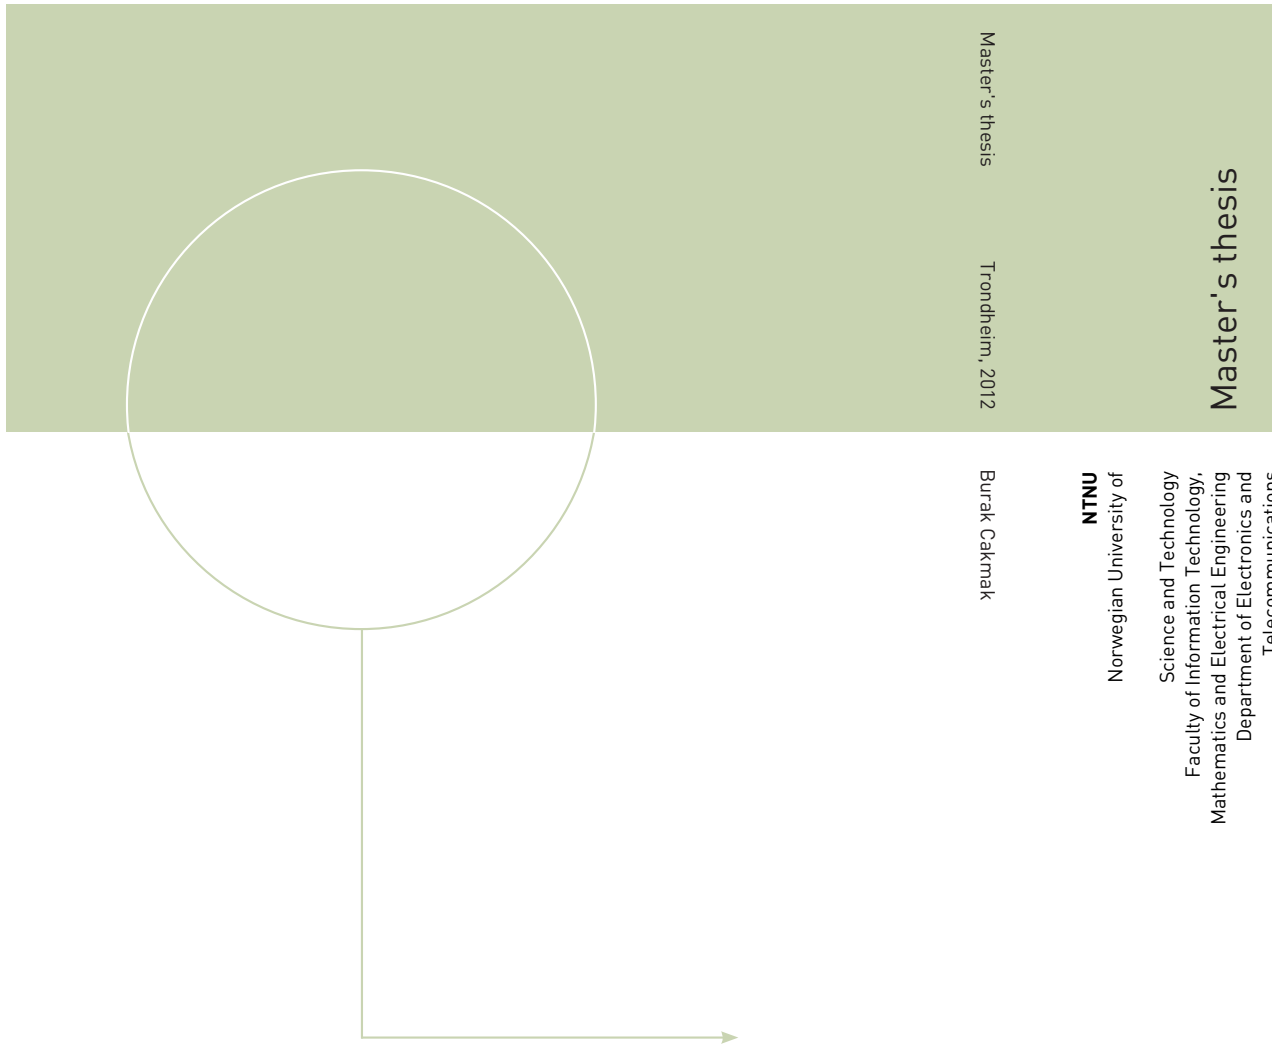 Master's thesis
Trondheim, 2012
Burak Cakmak
Master's thesis
NTNU
Norwegian University of
Science and Technology
Faculty of Information Technology,
Mathematics and Electrical Engineering
Department of Electronics and
Telecommunications